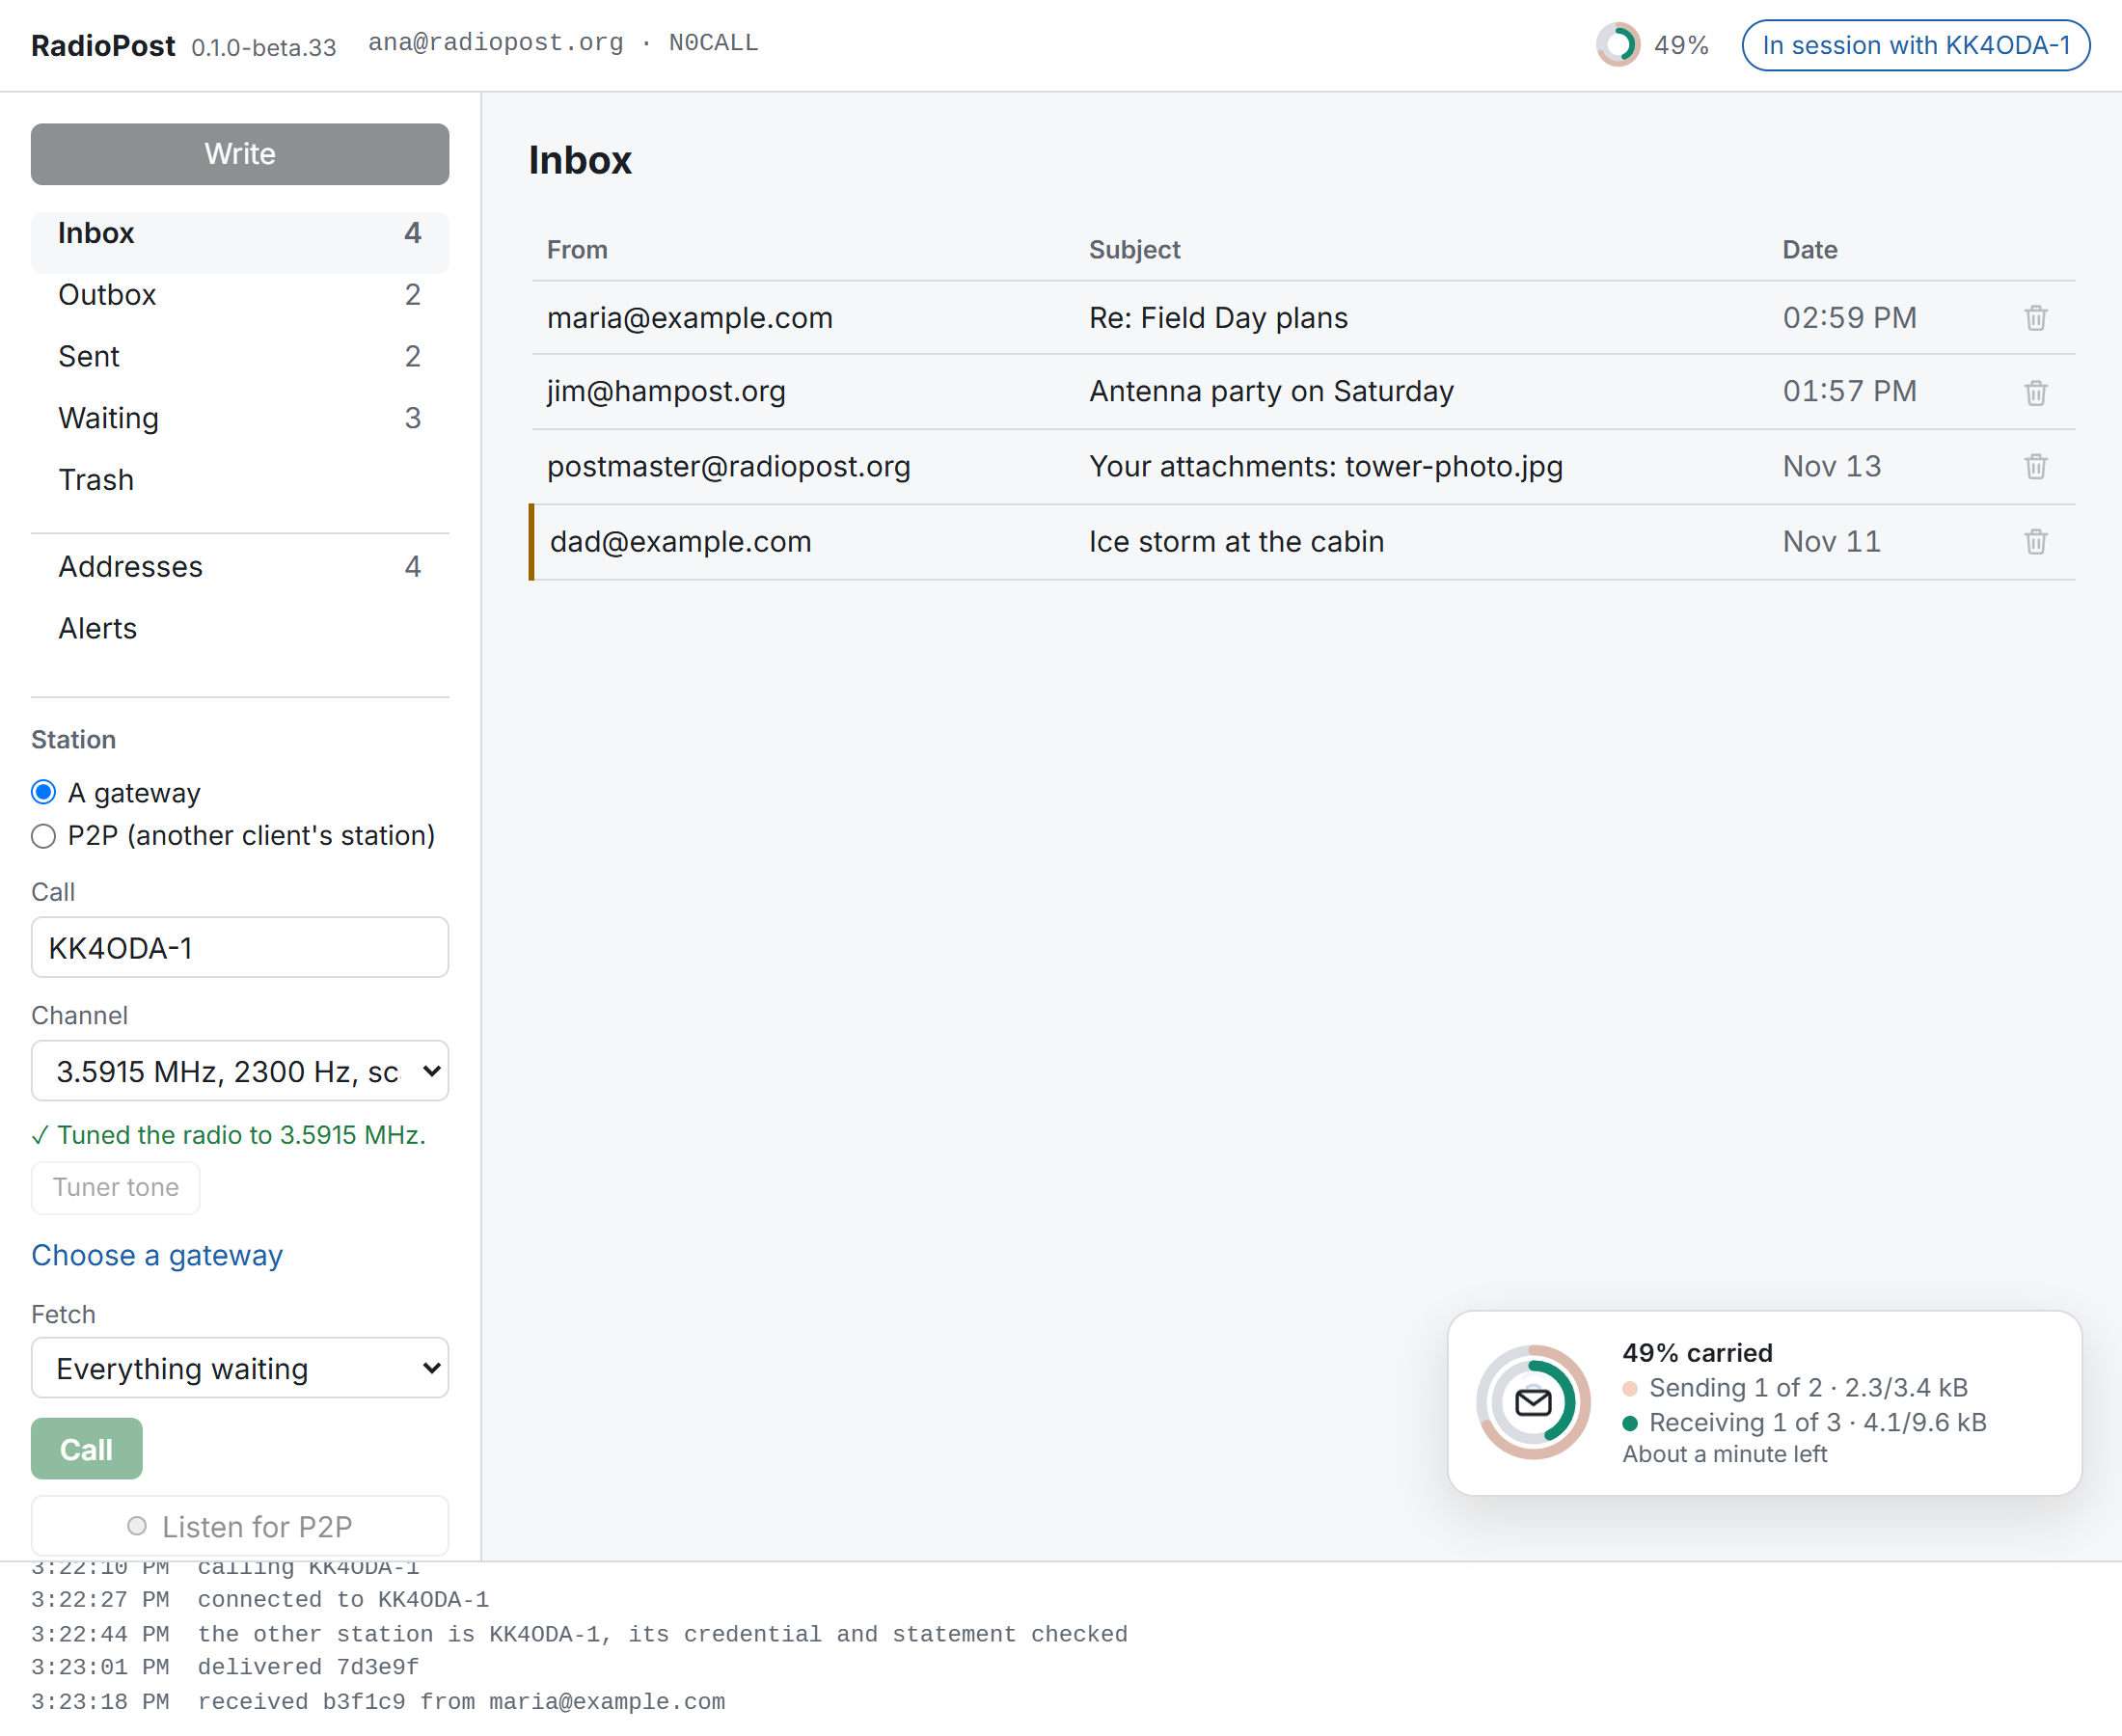 RadioPost 0.1.0-beta.33 ana@radiopost.org · N0CALL 49% In session with KK4ODA-1
Write
Inbox 4
Outbox 2
Sent 2
Waiting 3
Trash
Addresses 4
Alerts
Station
A gateway
P2P (another client's station)
Call
KK4ODA-1
Channel
3.5915 MHz, 2300 Hz, sc
✓ Tuned the radio to 3.5915 MHz.
Tuner tone
Choose a gateway
Fetch
Everything waiting
Call
Listen for P2P
Inbox
From Subject Date
maria@example.com Re: Field Day plans 02:59 PM
jim@hampost.org Antenna party on Saturday 01:57 PM
postmaster@radiopost.org Your attachments: tower-photo.jpg Nov 13
dad@example.com Ice storm at the cabin Nov 11
49% carried
Sending 1 of 2 · 2.3/3.4 kB
Receiving 1 of 3 · 4.1/9.6 kB
About a minute left
3:22:10 PM calling KK4ODA-1
3:22:27 PM connected to KK4ODA-1
3:22:44 PM the other station is KK4ODA-1, its credential and statement checked
3:23:01 PM delivered 7d3e9f
3:23:18 PM received b3f1c9 from maria@example.com